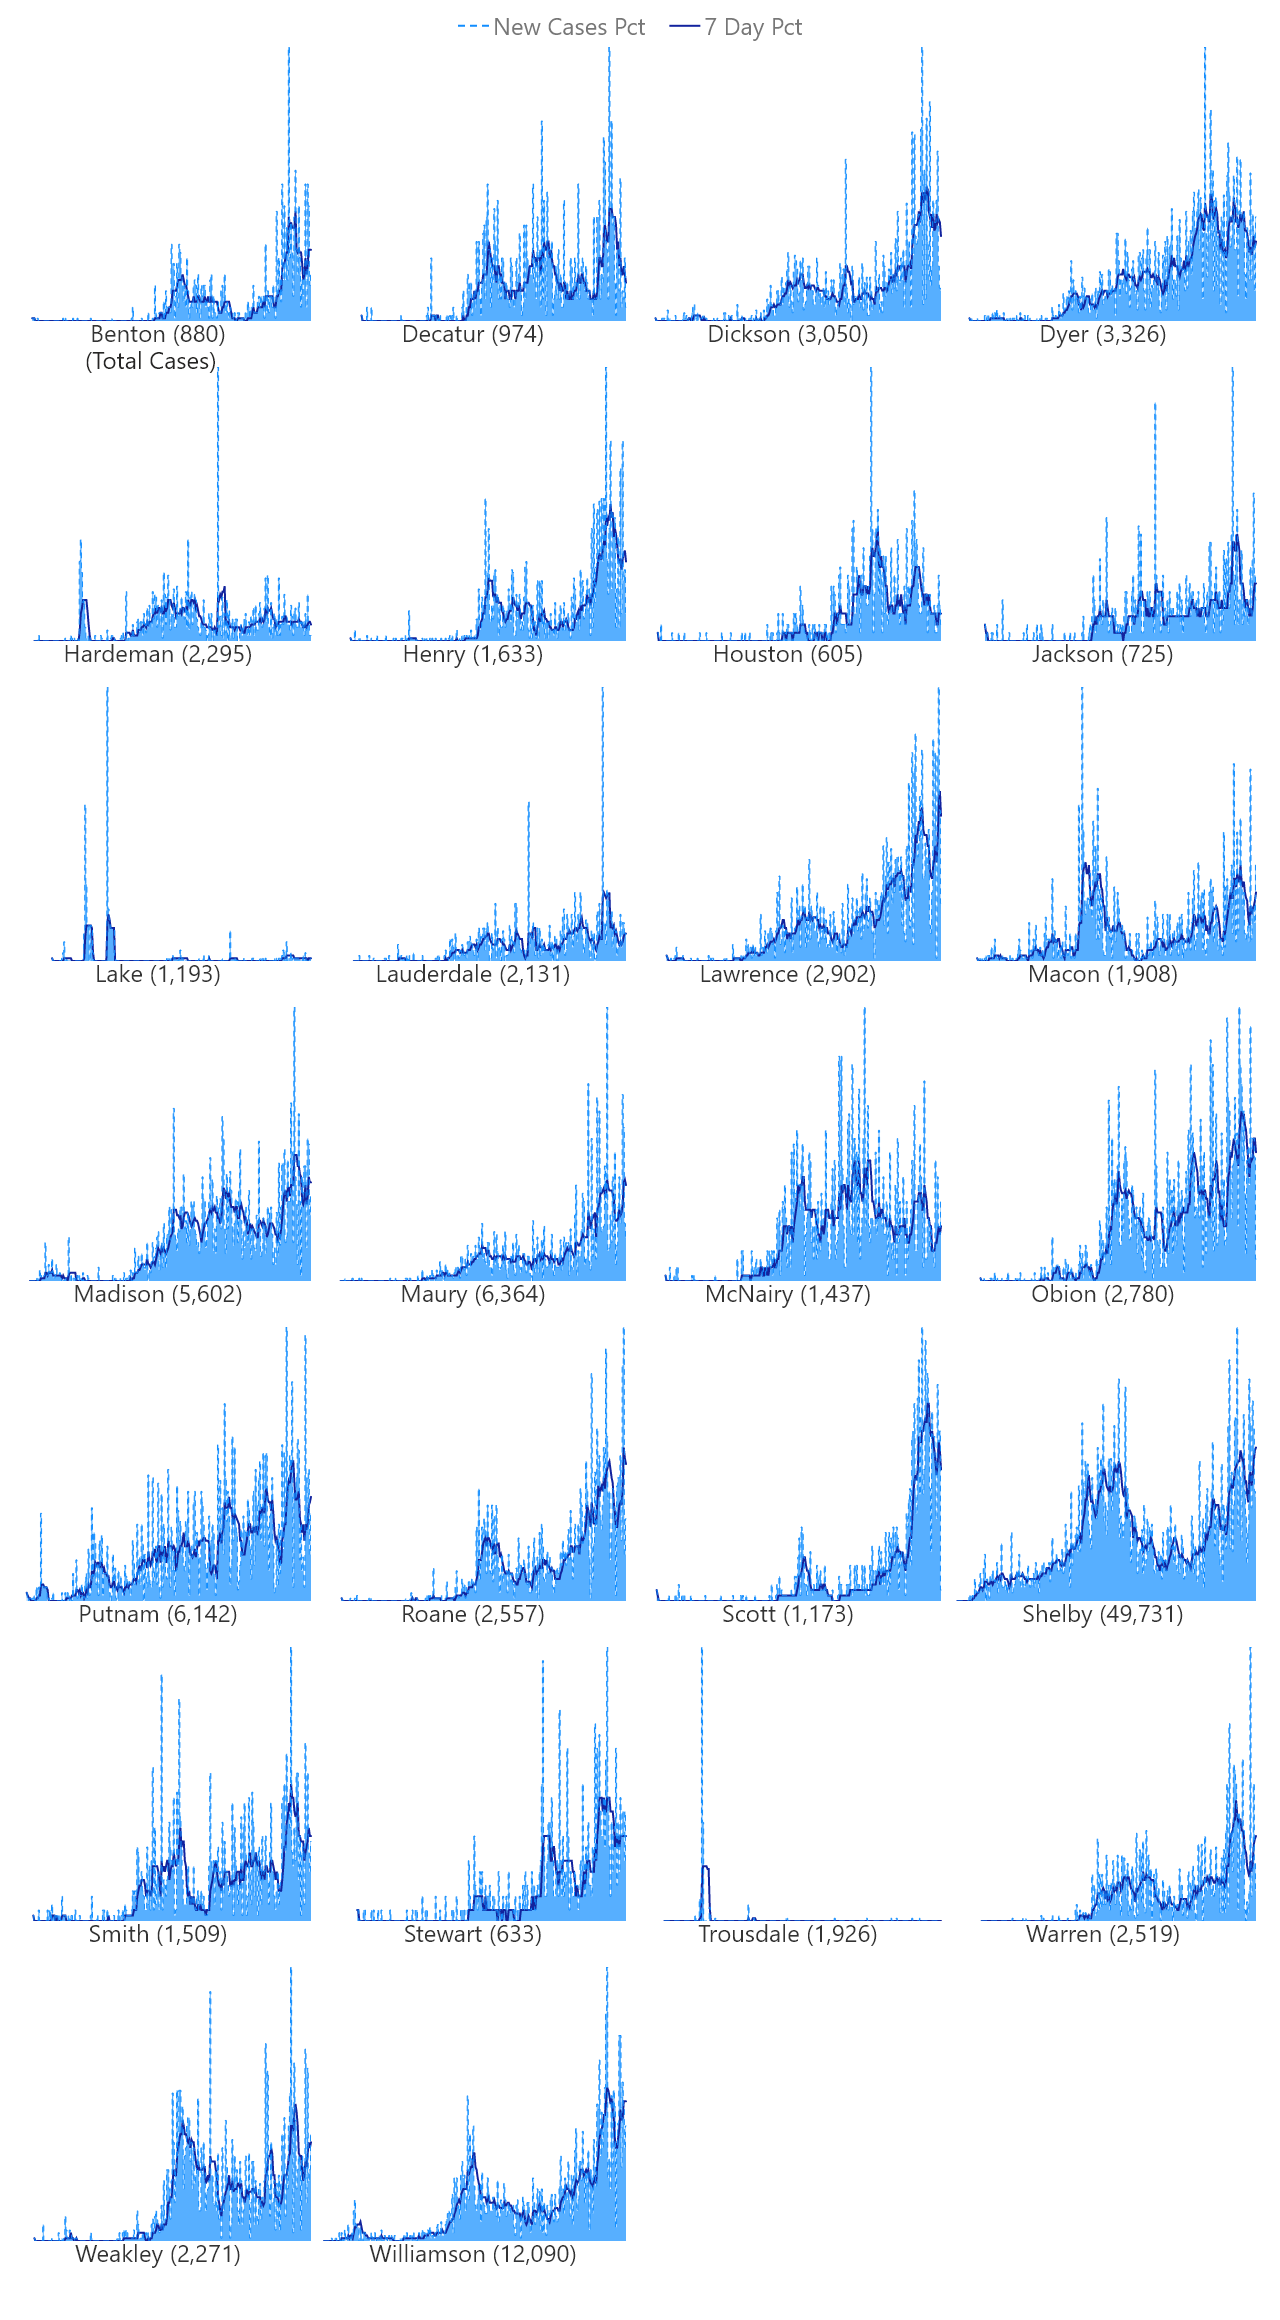 New Cases Pct 7 Day Pct
Benton (880) Decatur (974) Dickson (3,050) Dyer (3,326)
(Total Cases)
Hardeman (2,295) Henry (1,633) Houston (605) Jackson (725)
Lake (1,193) Lauderdale (2,131) Lawrence (2,902) Macon (1,908)
Madison (5,602) Maury (6,364) McNairy (1,437) Obion (2,780)
Putnam (6,142) Roane (2,557) Scott (1,173) Shelby (49,731)
Smith (1,509) Stewart (633) Trousdale (1,926) Warren (2,519)
Weakley (2,271) Williamson (12,090)